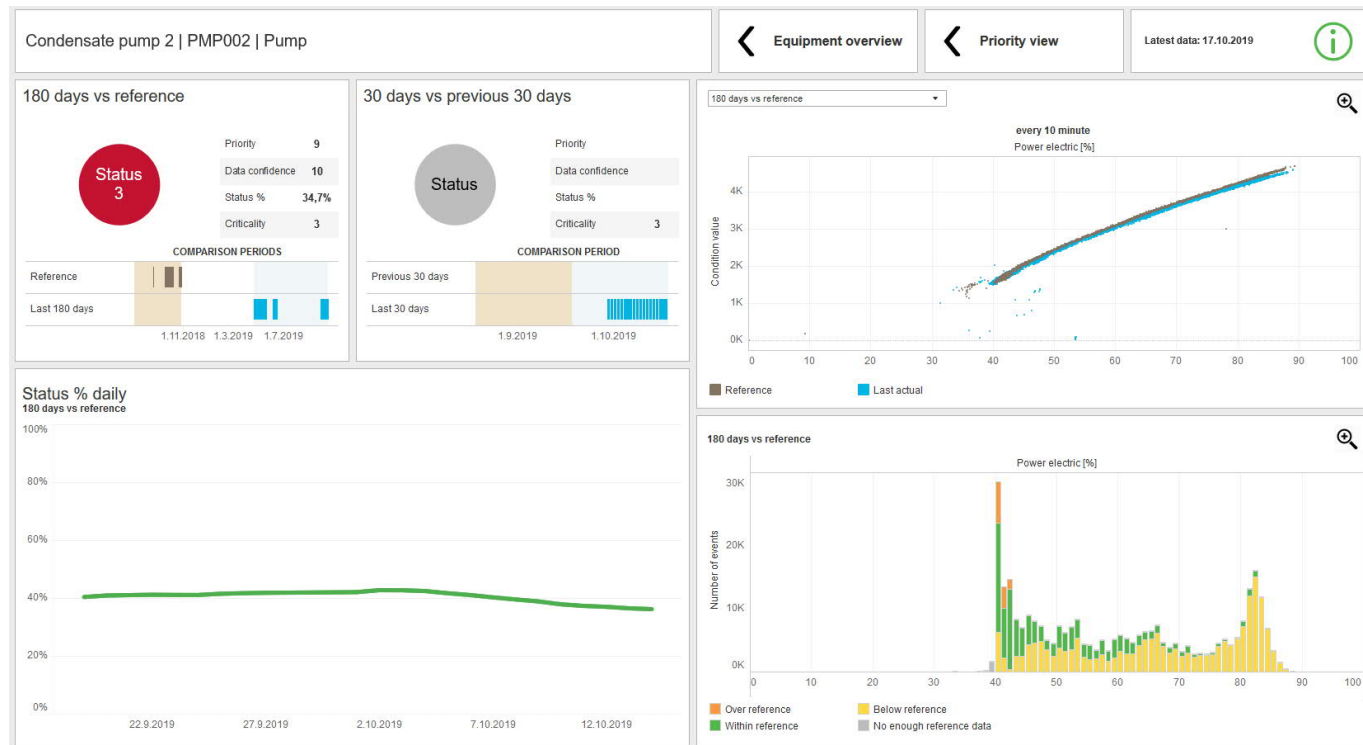 Condensate pump 2 | PMP002 | Pump
Equipment overview
Priority view
Latest data: 17.10.2019
180 days vs reference
Status
3
Priority 9
Data confidence 10
Status % 34,7%
Criticality 3
COMPARISON PERIODS
Reference
Last 180 days
1.11.2018 1.3.2019 1.7.2019
30 days vs previous 30 days
Status
Priority
Data confidence
Status %
Criticality 3
COMPARISON PERIOD
Previous 30 days
Last 30 days
1.9.2019 1.10.2019
180 days vs reference
every 10 minute
Power electric [%]
Condition value
4K
3K
2K
1K
0K
0 10 20 30 40 50 60 70 80 90 100
Reference Last actual
Status % daily
180 days vs reference
100%
80%
60%
40%
20%
0%
22.9.2019 27.9.2019 2.10.2019 7.10.2019 12.10.2019
180 days vs reference
Power electric [%]
Number of events
30K
20K
10K
0K
0 10 20 30 40 50 60 70 80 90 100
Over reference Below reference
Within reference No enough reference data